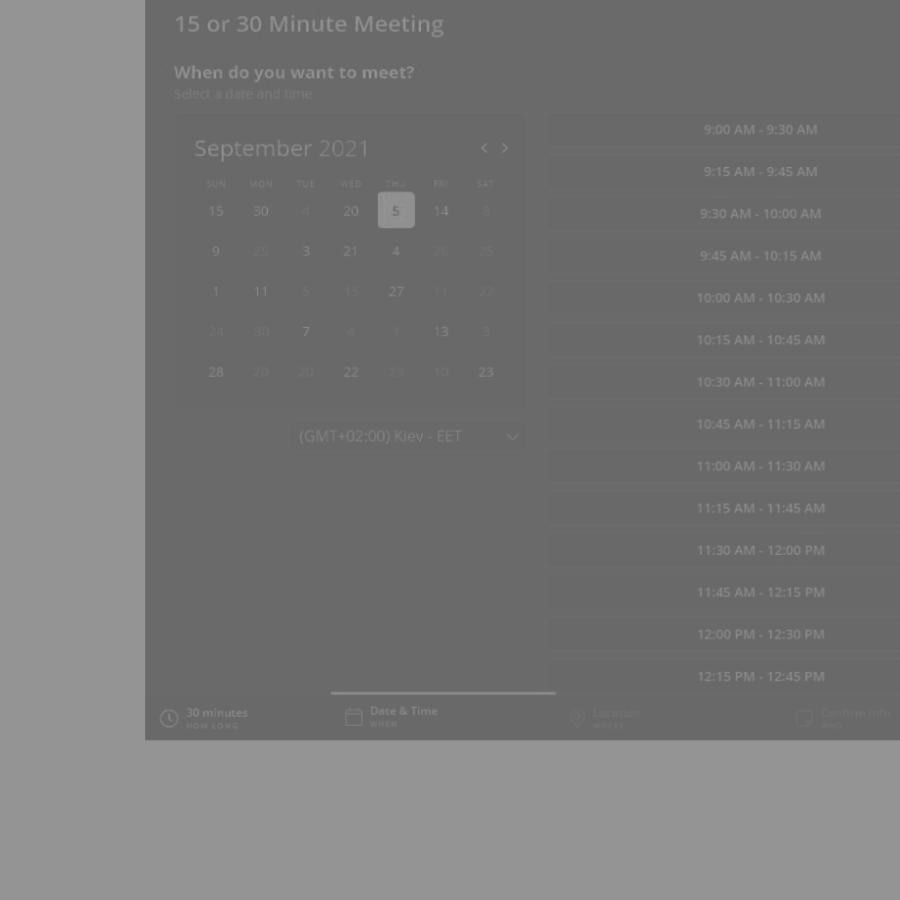 15 or 30 Minute Meeting
When do you want to meet?
Select a date and time
September 2021
SUN MON TUE WED THU FRI SAT
15 30 4 20 5 14 8
9 25 3 21 4 26 25
1 11 5 15 27 11 22
24 30 7 4 1 13 3
28 20 20 22 23 10 23
(GMT+02:00) Kiev - EET
9:00 AM - 9:30 AM
9:15 AM - 9:45 AM
9:30 AM - 10:00 AM
9:45 AM - 10:15 AM
10:00 AM - 10:30 AM
10:15 AM - 10:45 AM
10:30 AM - 11:00 AM
10:45 AM - 11:15 AM
11:00 AM - 11:30 AM
11:15 AM - 11:45 AM
11:30 AM - 12:00 PM
11:45 AM - 12:15 PM
12:00 PM - 12:30 PM
12:15 PM - 12:45 PM
30 minutes
HOW LONG
Date & Time
WHEN
Location
WHERE
Confirm Info
WHO